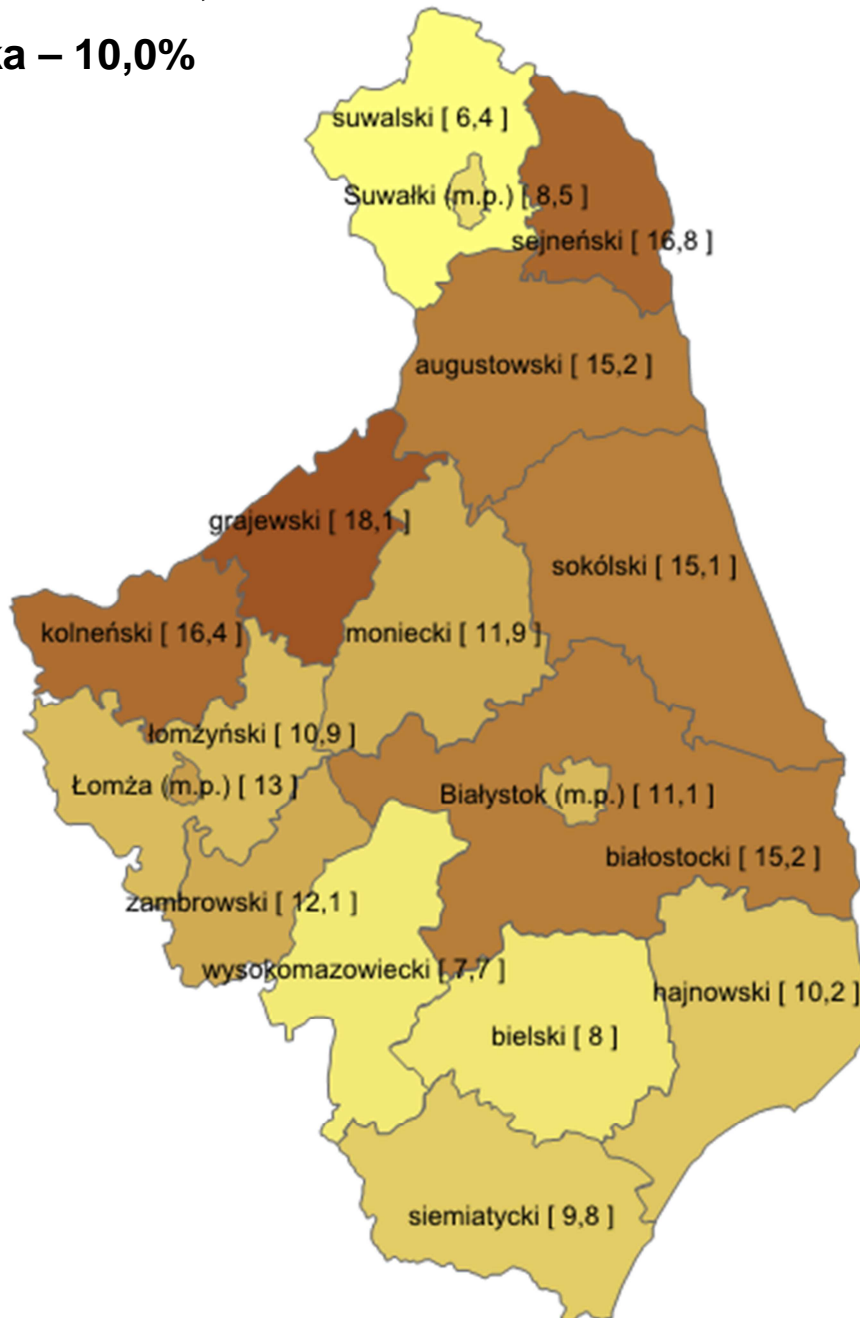 – 10,0%
suwalski [ 6,4 ]
Suwałki (m.p.) [ 8,5 ]
sejneński [ 16,8 ]
augustowski [ 15,2 ]
grajewski [ 18,1 ]
sokólski [ 15,1 ]
kolneński [ 16,4 ]
moniecki [ 11,9 ]
łomżyński [ 10,9 ]
Łomża (m.p.) [ 13 ]
Białystok (m.p.) [ 11,1 ]
białostocki [ 15,2 ]
zambrowski [ 12,1 ]
wysokomazowiecki [ 7,7 ]
hajnowski [ 10,2 ]
bielski [ 8 ]
siemiatycki [ 9,8 ]